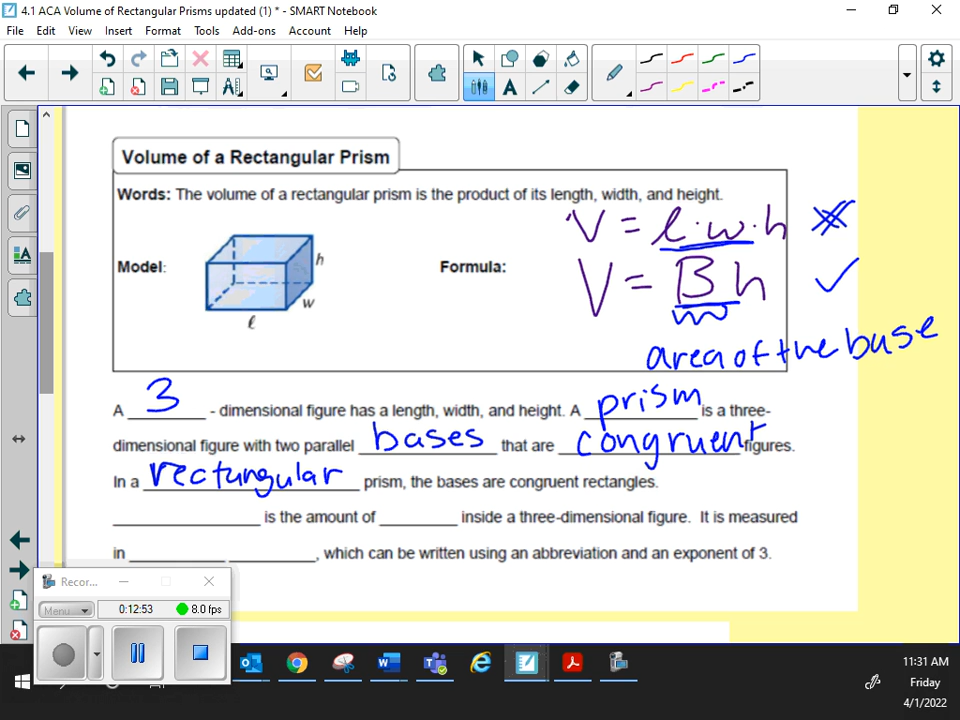 4.1 ACA Volume of Rectangular Prisms updated (1) * - SMART Notebook
File Edit View Insert Format Tools Add-ons Account Help
Volume of a Rectangular Prism
Words: The volume of a rectangular prism is the product of its length, width, and height.
V = l · w · h
Model:
h
w
ℓ
Formula:
V = Bh
area of the base
A 3 - dimensional figure has a length, width, and height. A prism is a three-
dimensional figure with two parallel bases that are congruent figures.
In a rectangular prism, the bases are congruent rectangles.
____________ is the amount of ________ inside a three-dimensional figure. It is measured
in __________ __________, which can be written using an abbreviation and an exponent of 3.
Recor...
Menu 0:12:53 8.0 fps
11:31 AM
Friday
4/1/2022